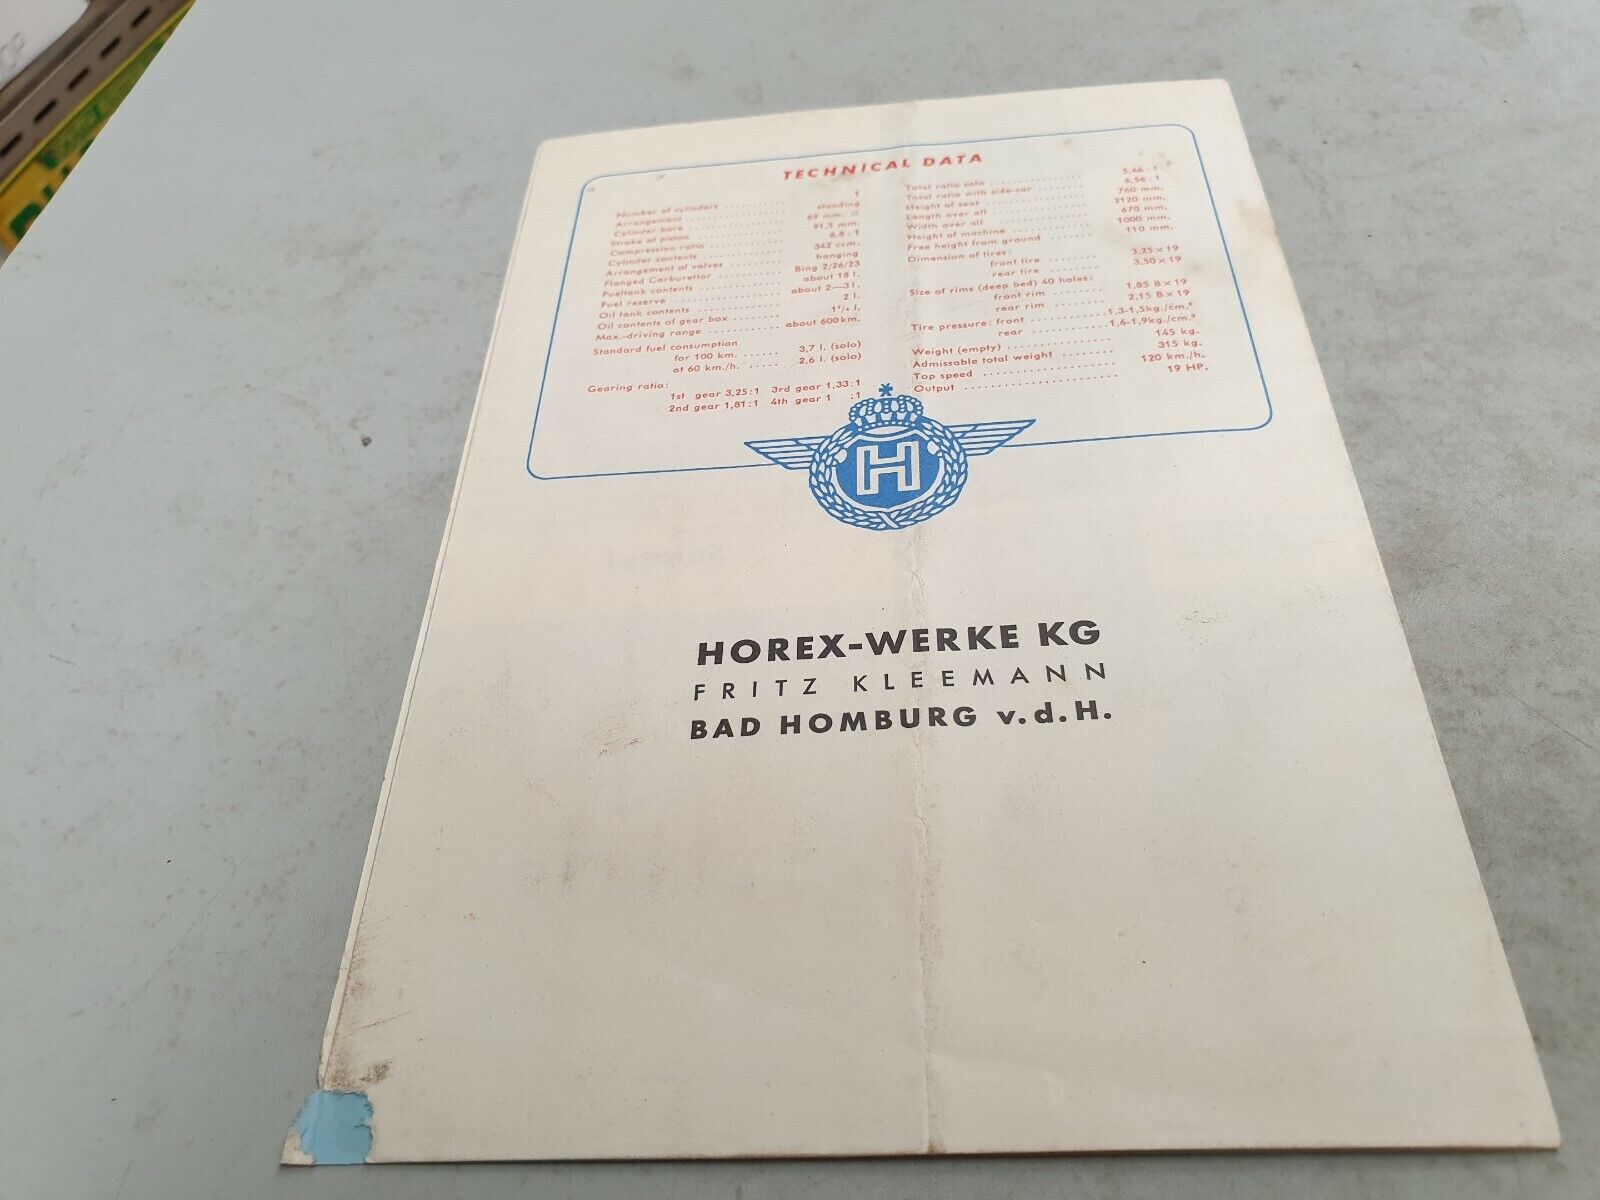 TECHNICAL DATA
Number of cylinders . . . . . . . . . 1
Arrangement . . . . . . . . . standing
Cylinder bore . . . . . . . . . 69 mm. ∅
Stroke of piston . . . . . . . . . 91,5 mm.
Compression ratio . . . . . . . . . 6.8 : 1
Cylinder contents . . . . . . . . . 342 ccm.
Arrangement of valves . . . . . . . . . hanging
Flanged Carburettor . . . . . . . . . Bing 2/26/23
Fueltank contents . . . . . . . . . about 18 l.
Fuel reserve . . . . . . . . . about 2—3 l.
Oil tank contents . . . . . . . . . 2 l.
Oil contents of gear box . . . . . . . . . 1¼ l.
Max.-driving range . . . . . . . . . about 600 km.
Standard fuel consumption
for 100 km. . . . . . . 3,7 l. (solo)
at 60 km./h. . . . . . . 2,6 l. (solo)
Gearing ratio:
1st gear 3,25 : 1 3rd gear 1,33 : 1
2nd gear 1,81 : 1 4th gear 1 : 1
Total ratio solo . . . . . . . . . 5,46 : 1
Total ratio with side-car . . . . . . . . . 6,56 : 1
Height of seat . . . . . . . . . 760 mm.
Length over all . . . . . . . . . 2120 mm.
Width over all . . . . . . . . . 670 mm.
Height of machine . . . . . . . . . 1000 mm.
Free height from ground . . . . . . 110 mm.
Dimension of tires:
front tire . . . . . . . . 3,25 × 19
rear tire . . . . . . . . 3,50 × 19
Size of rims (deep bed) 40 holes:
front rim . . . . . . . . 1,85 B × 19
rear rim . . . . . . . . 2,15 B × 19
Tire pressure: front . . . . . . . . 1,3-1,5kg./cm.²
rear . . . . . . . . 1,6-1,9kg./cm.²
Weight (empty) . . . . . . . . . 145 kg.
Admissable total weight . . . . . . . . 315 kg.
Top speed . . . . . . . . . 120 km./h.
Output . . . . . . . . . 19 HP.
H
HOREX-WERKE KG
FRITZ KLEEMANN
BAD HOMBURG v. d. H.